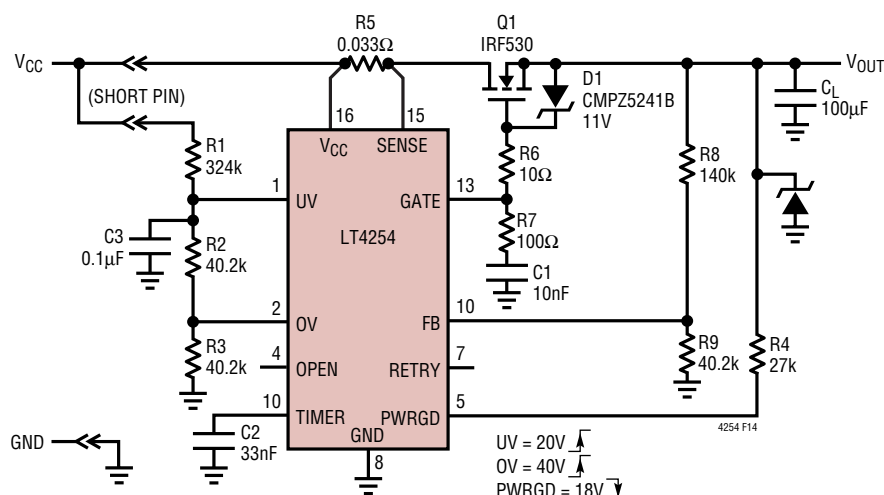 R5
0.033Ω
Q1
IRF530
VCC
VOUT
(SHORT PIN)
D1
CMPZ5241B
11V
CL
100µF
16
15
VCC
SENSE
R1
324k
R6
10Ω
R8
140k
1
UV
GATE
13
LT4254
R7
100Ω
C3
0.1µF
R2
40.2k
C1
10nF
2
OV
FB
10
R3
40.2k
4
OPEN
RETRY
7
R9
40.2k
R4
27k
10
TIMER
PWRGD
5
4254 F14
GND
8
GND
C2
33nF
UV = 20V
OV = 40V
PWRGD = 18V